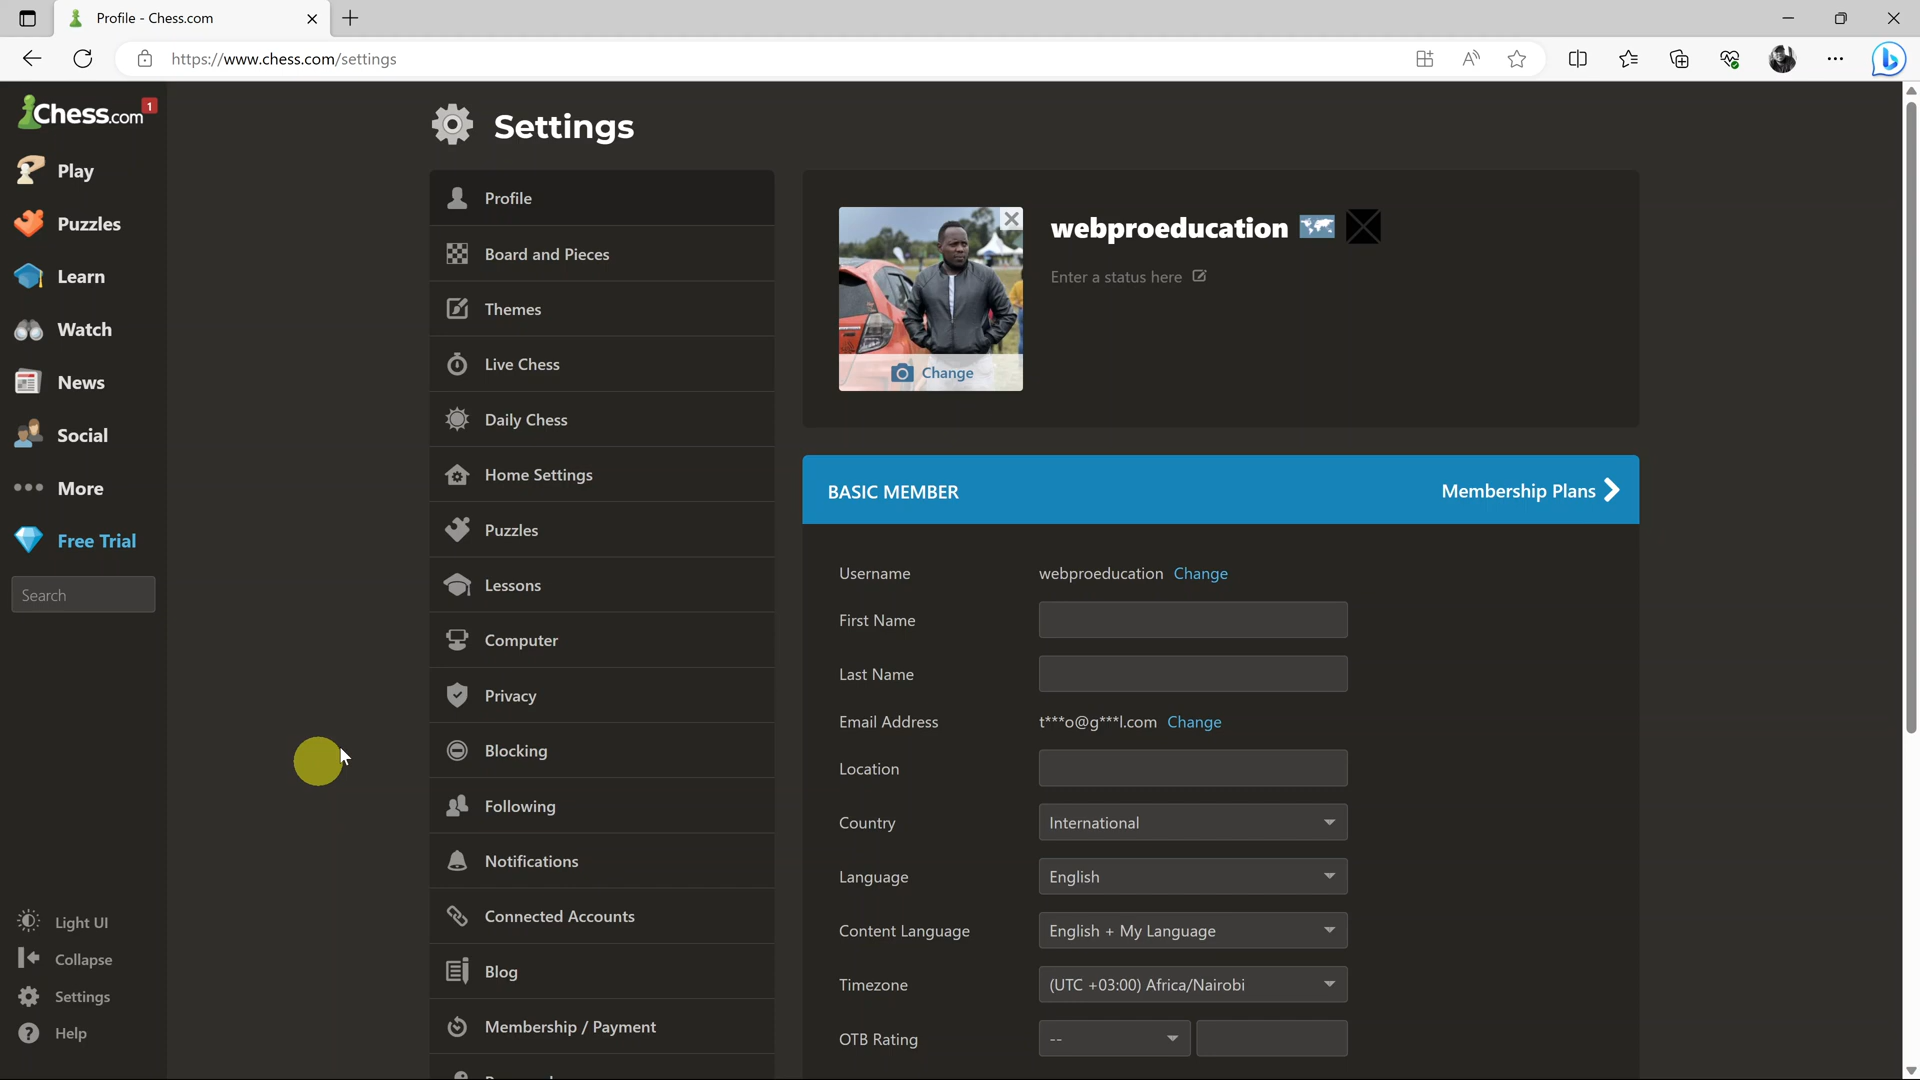 Profile - Chess.com
https://www.chess.com/settings
Chess.com 1
Play
Puzzles
Learn
Watch
News
Social
More
Free Trial
Search
Light UI
Collapse
Settings
Help
Settings
Profile
Board and Pieces
Themes
Live Chess
Daily Chess
Home Settings
Puzzles
Lessons
Computer
Privacy
Blocking
Following
Notifications
Connected Accounts
Blog
Membership / Payment
Change
webproeducation
Enter a status here
BASIC MEMBER Membership Plans
Username webproeducation Change
First Name
Last Name
Email Address t***o@g***l.com Change
Location
Country International
Language English
Content Language English + My Language
Timezone (UTC +03:00) Africa/Nairobi
OTB Rating --